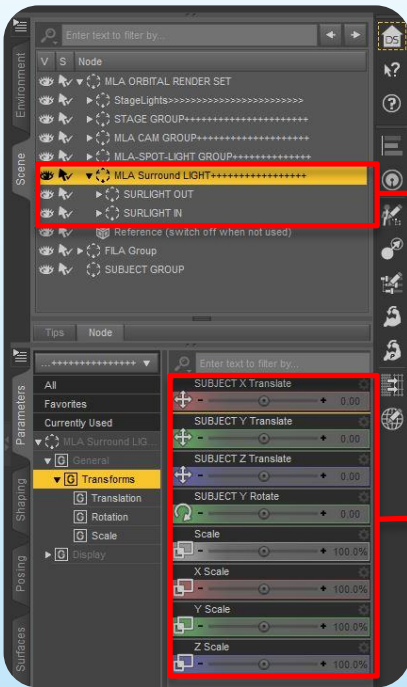 Environment
Scene
Enter text to filter by...
V S Node
MLA ORBITAL RENDER SET
StageLights>>>>>>>>>>>>>>>>>>>>>>>>
STAGE GROUP++++++++++++++++++++++
MLA CAM GROUP++++++++++++++++++++
MLA-SPOT-LIGHT GROUP++++++++++++++
MLA Surround LIGHT+++++++++++++++++
SURLIGHT OUT
SURLIGHT IN
Reference (switch off when not used)
FILA Group
SUBJECT GROUP
DS
?
?
Tips Node
Parameters
Shaping
Posing
Surfaces
...+++++++++++++++
All
Favorites
Currently Used
MLA Surround LIG...
G General
G Transforms
G Translation
G Rotation
G Scale
G Display
Enter text to filter by...
SUBJECT X Translate
- + 0.00
SUBJECT Y Translate
- + 0.00
SUBJECT Z Translate
- + 0.00
SUBJECT Y Rotate
- + 0.00
Scale
- + 100.0%
X Scale
- + 100.0%
Y Scale
- + 100.0%
Z Scale
- + 100.0%